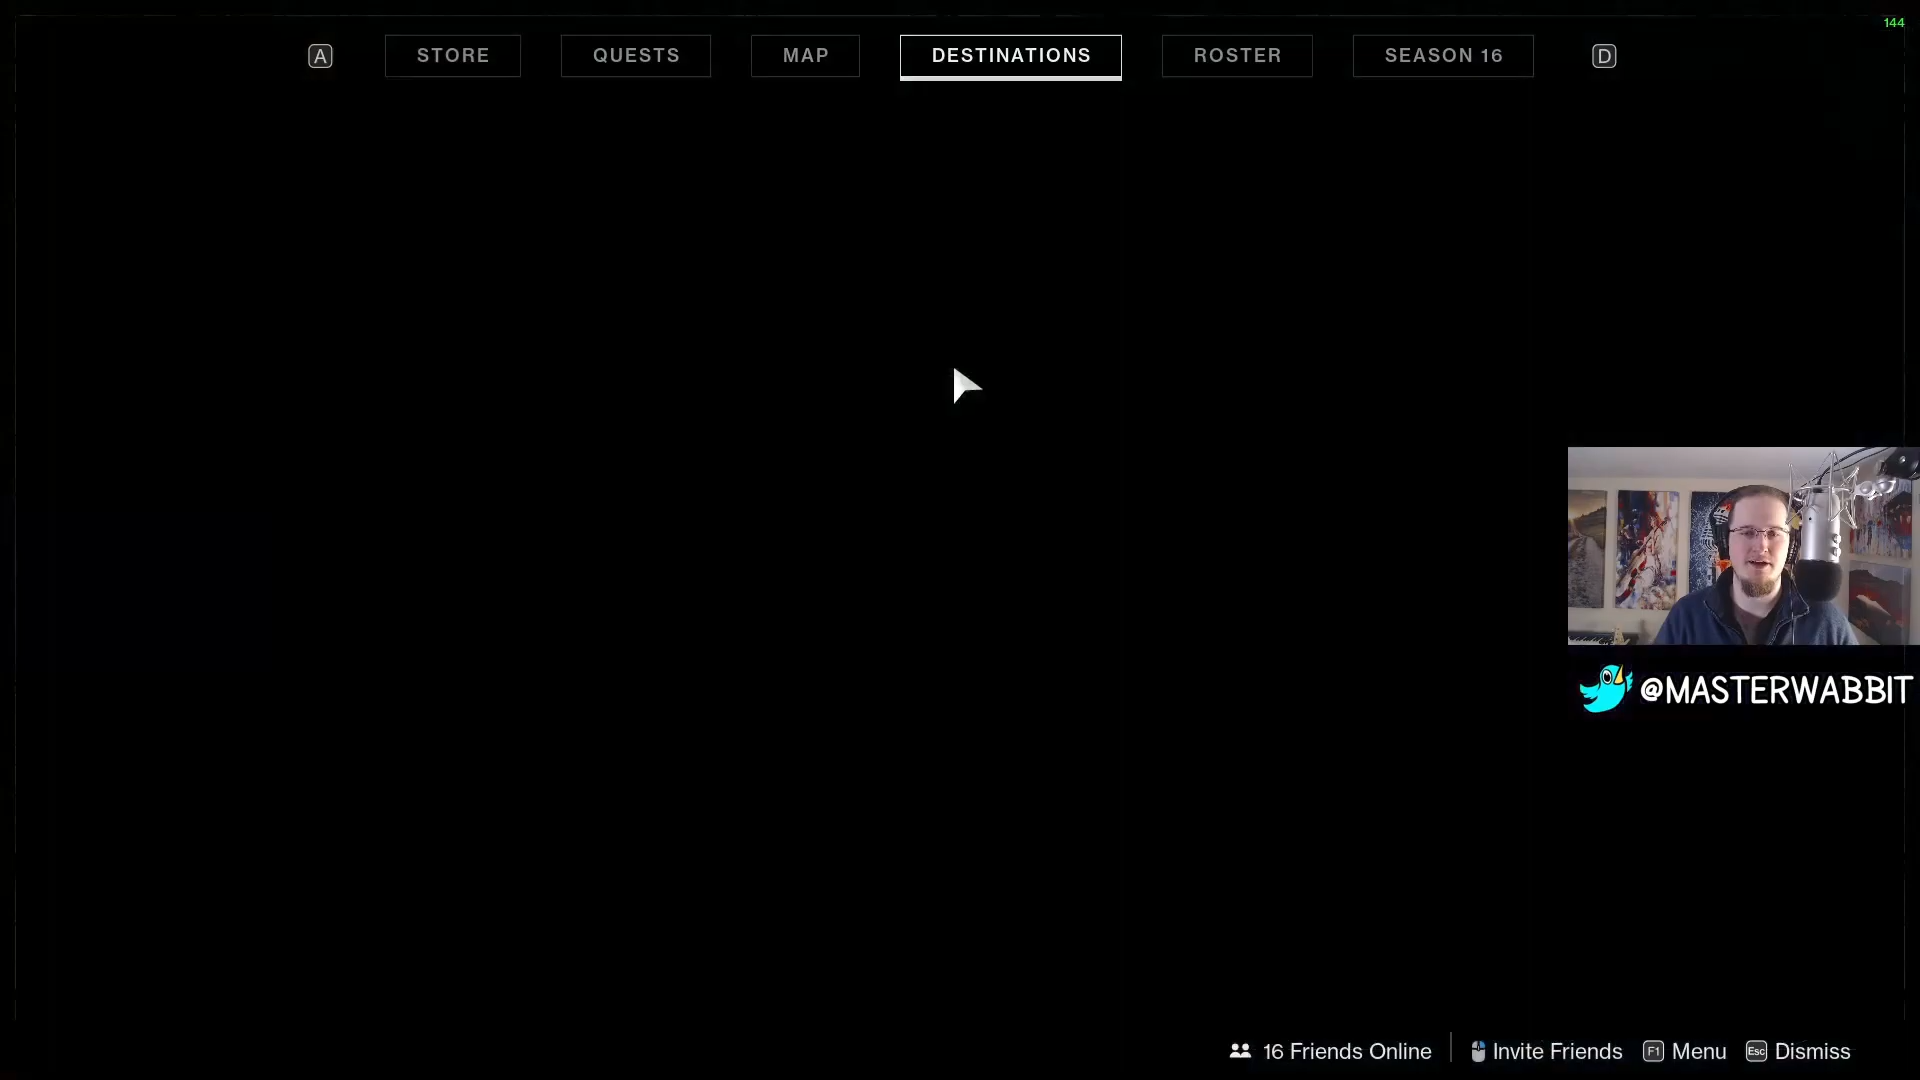 144
A STORE QUESTS MAP DESTINATIONS ROSTER SEASON 16 D
@MASTERWABBIT
16 Friends Online Invite Friends F1 Menu Esc Dismiss